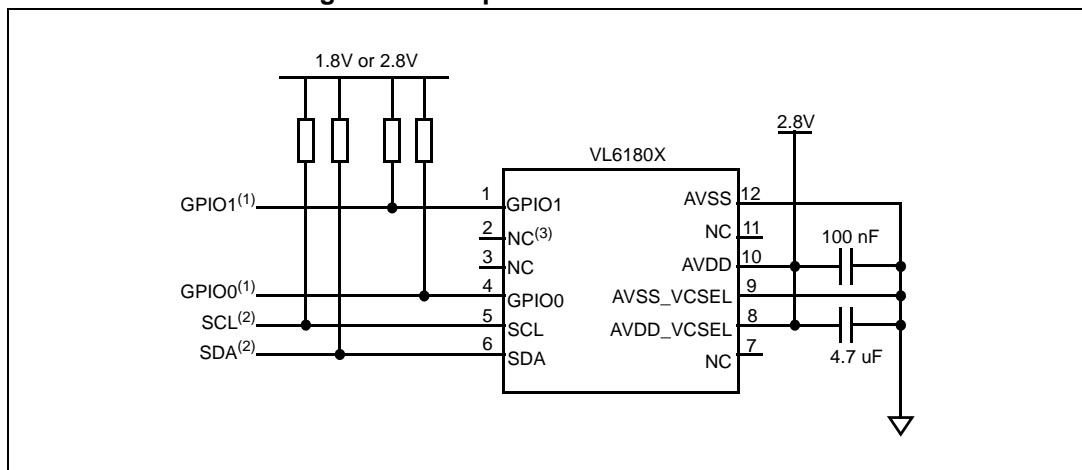 1.8V or 2.8V
2.8V
VL6180X
GPIO1(1)
1
GPIO1
2
NC(3)
3
NC
GPIO0(1)
4
GPIO0
SCL(2)
5
SCL
SDA(2)
6
SDA
AVSS
12
NC
11
AVDD
10
AVSS_VCSEL
9
AVDD_VCSEL
8
NC
7
100 nF
4.7 uF